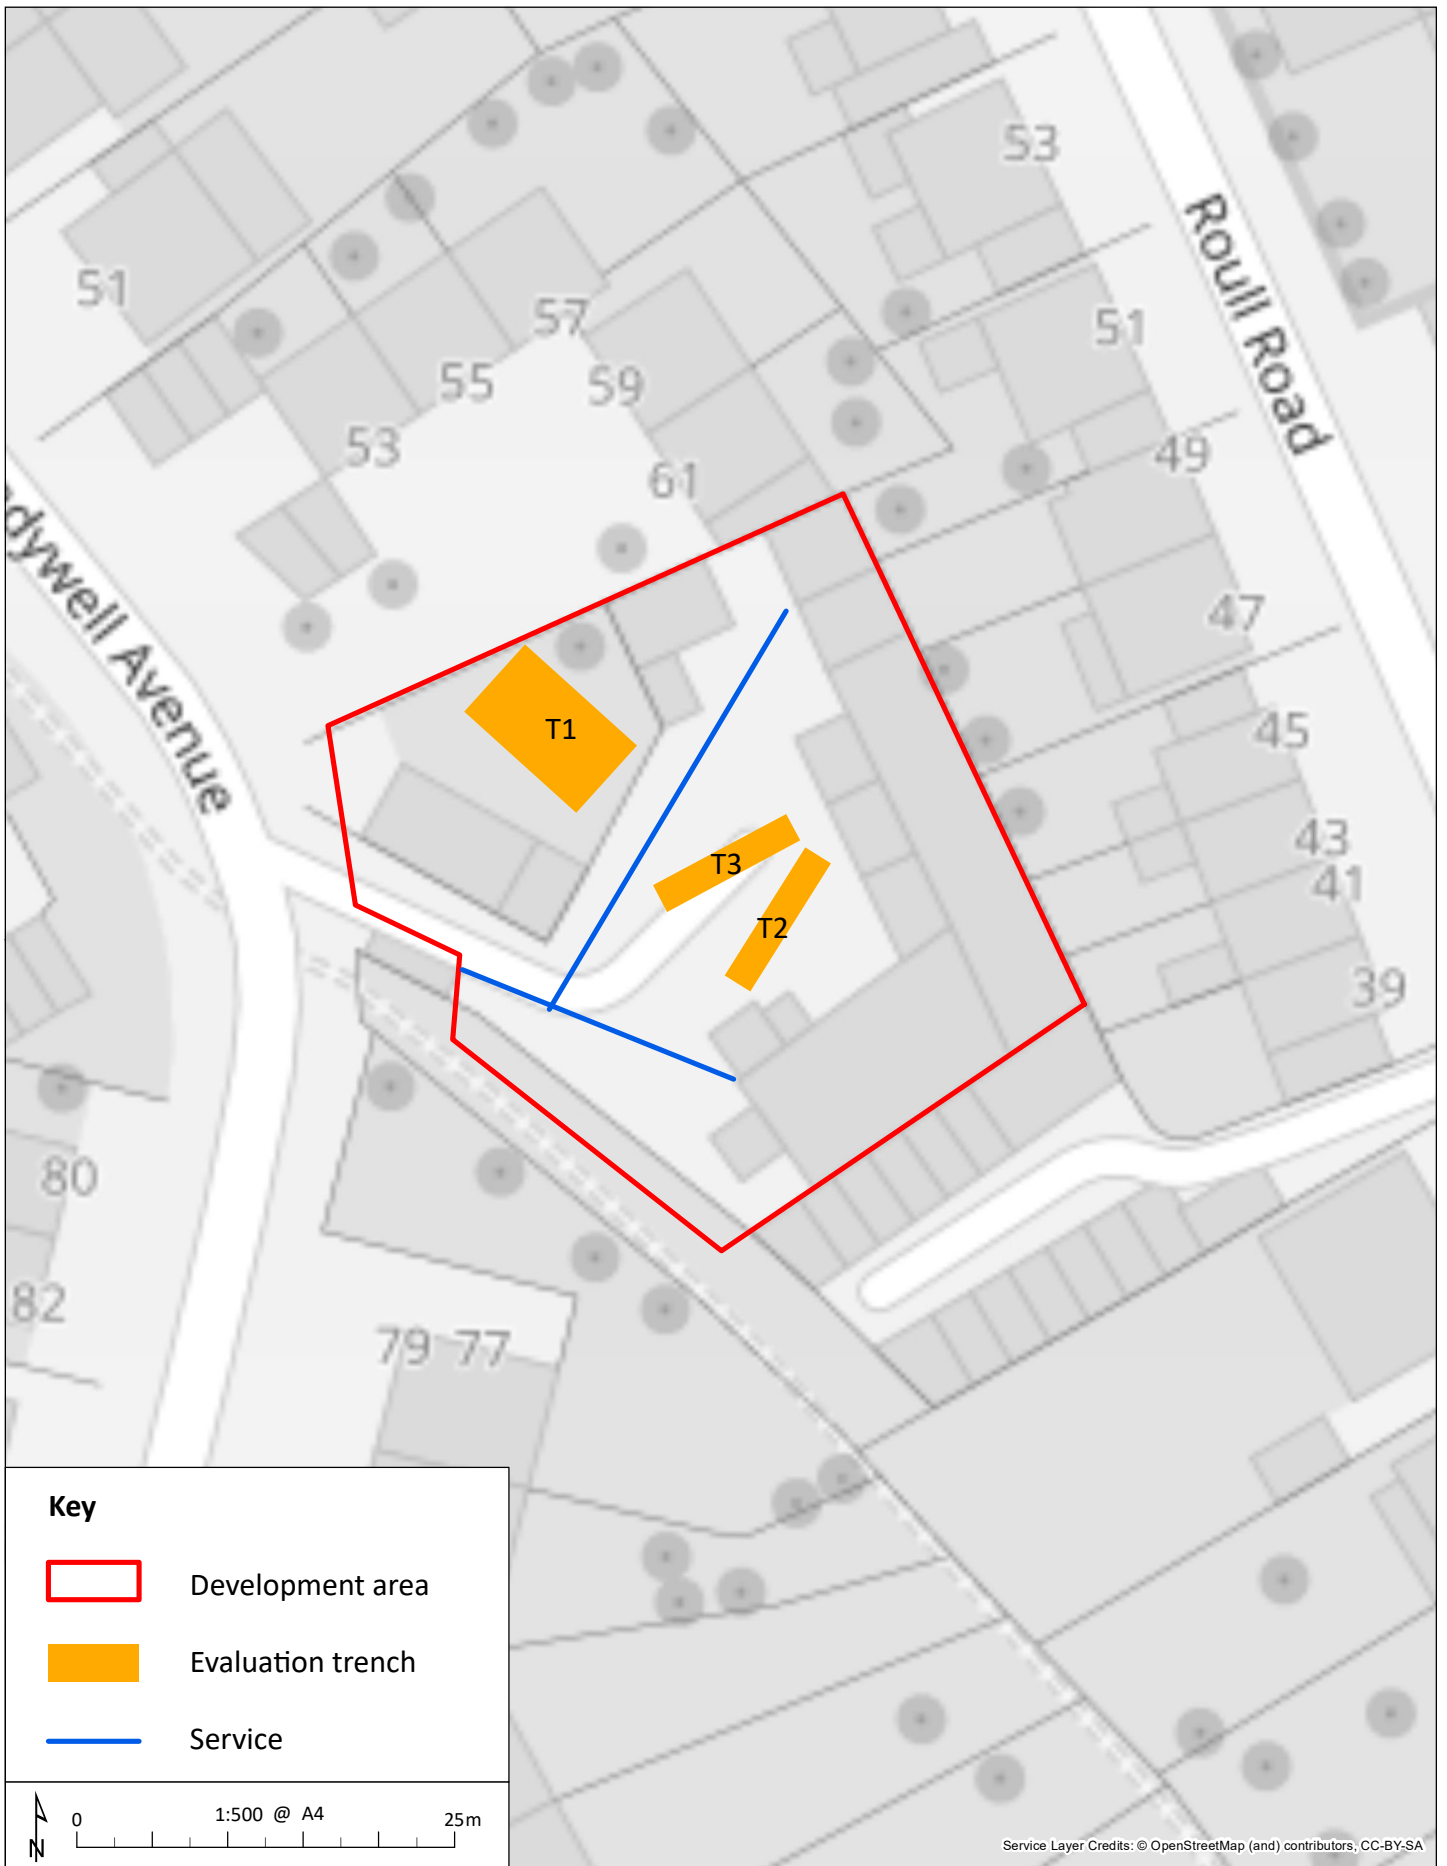 53
Roull Road
51
51
57
55
59
53
49
61
dywell Avenue
47
T1
45
43
T3
41
T2
39
80
82
79 77
Key
Development area
Evaluation trench
Service
N
0 1:500 @ A4 25m
Service Layer Credits: © OpenStreetMap (and) contributors, CC-BY-SA